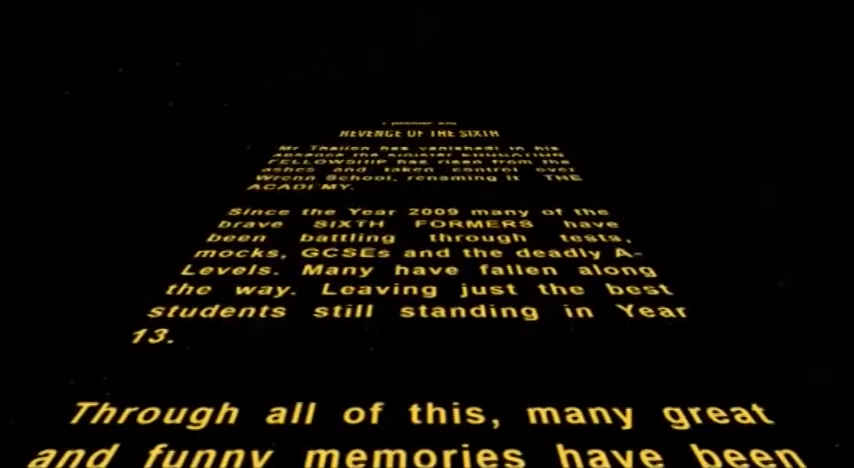 REVENGE OF THE SIXTH
Mr Thallen has vanished! In his
absence the sinister EDUCATION
FELLOWSHIP has risen from the
ashes and taken control over
Wrenn School, renaming it THE
ACADEMY.
Since the Year 2009 many of the
brave SIXTH FORMERS have
been battling through tests,
mocks, GCSEs and the deadly A-
Levels. Many have fallen along
the way. Leaving just the best
students still standing in Year
13.
Through all of this, many great
and funny memories have been